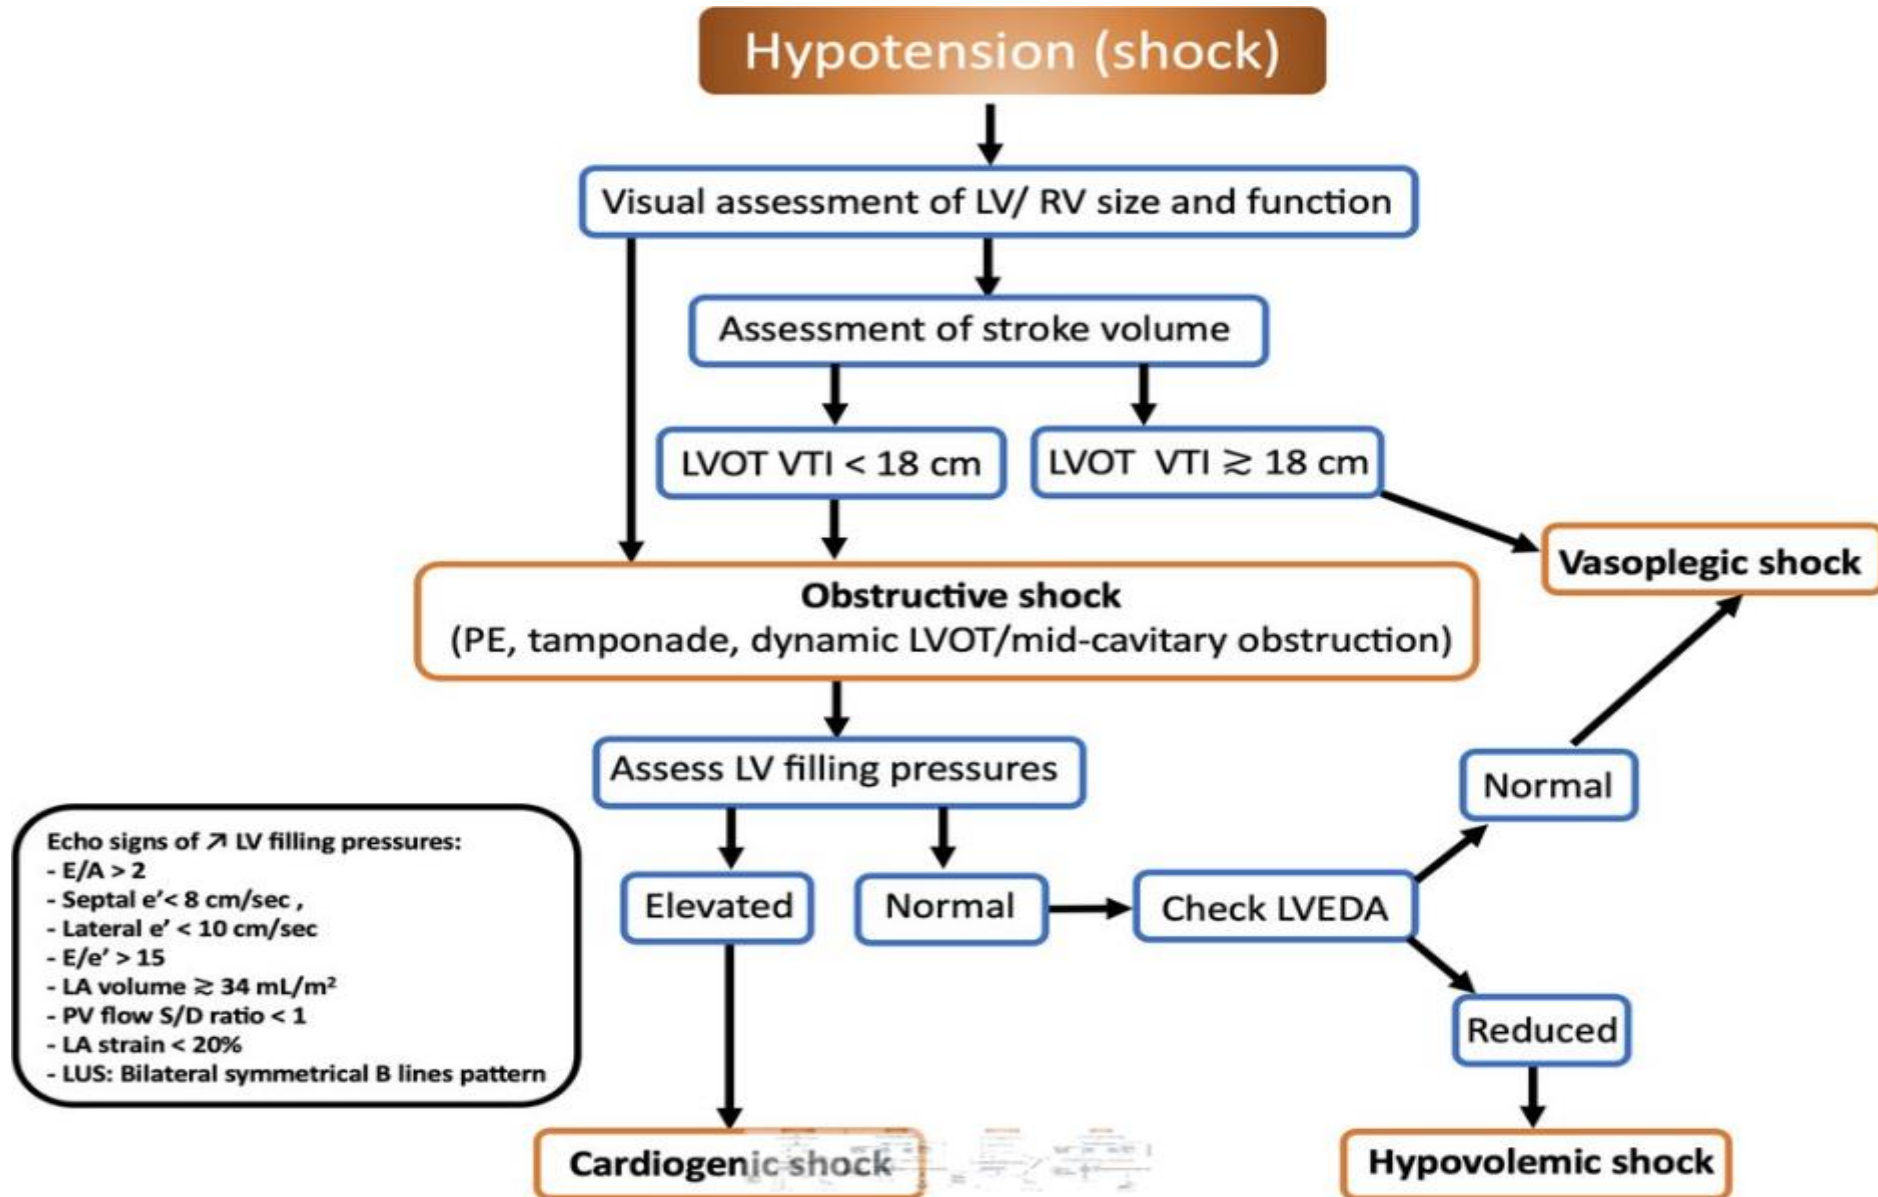 Hypotension (shock)
Visual assessment of LV/ RV size and function
Assessment of stroke volume
LVOT VTI < 18 cm
LVOT VTI ≳ 18 cm
Vasoplegic shock
Obstructive shock
(PE, tamponade, dynamic LVOT/mid-cavitary obstruction)
Assess LV filling pressures
Normal
Echo signs of ↗ LV filling pressures:
- E/A > 2
- Septal e’< 8 cm/sec ,
- Lateral e’ < 10 cm/sec
- E/e’ > 15
- LA volume ≳ 34 mL/m²
- PV flow S/D ratio < 1
- LA strain < 20%
- LUS: Bilateral symmetrical B lines pattern
Elevated
Normal
Check LVEDA
Reduced
Cardiogenic shock
Hypovolemic shock